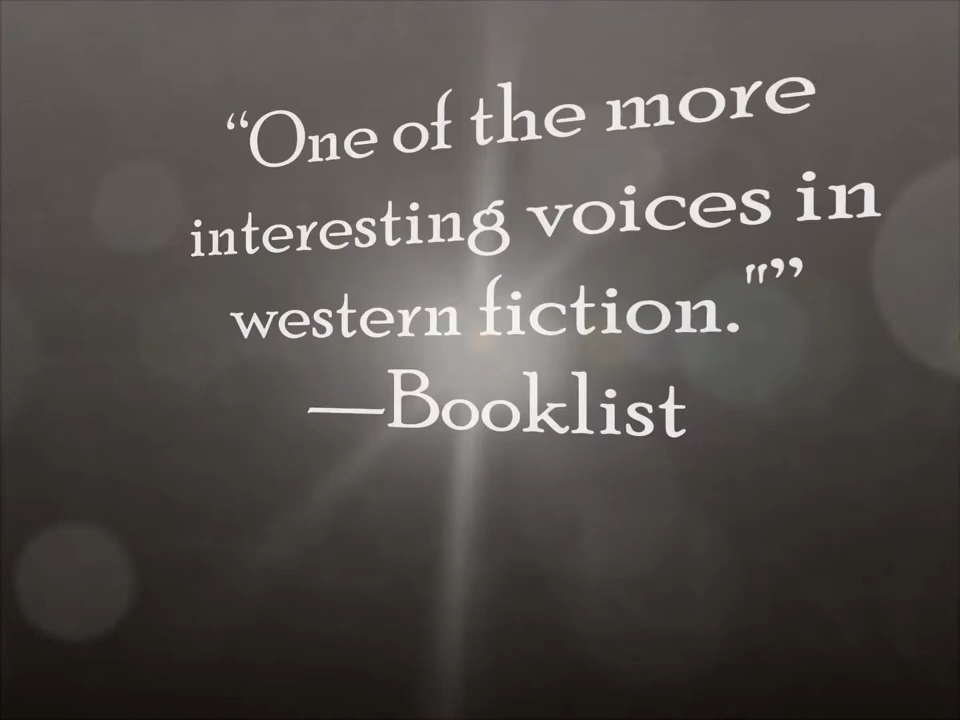 “One of the more
interesting voices in
western fiction."”
—Booklist